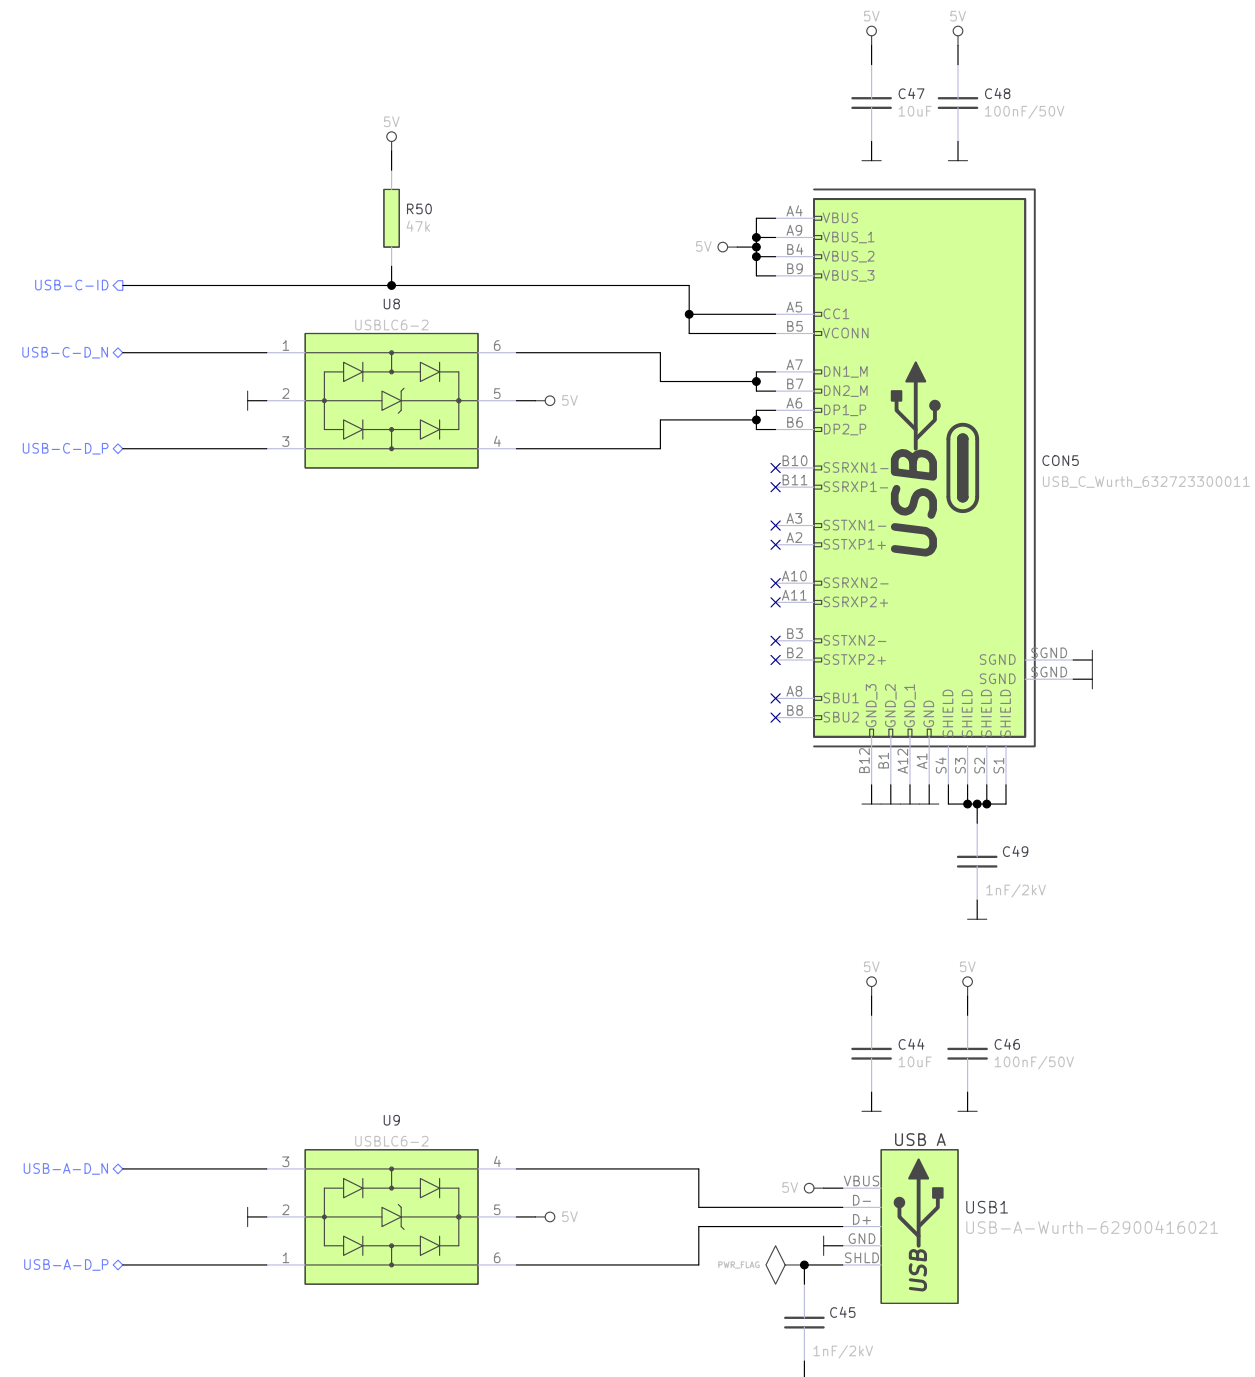 5V 5V
C47 C48
10uF 100nF/50V
5V
R50
47k
A4 VBUS
A9 VBUS_1
5V
B4 VBUS_2
B9 VBUS_3
USB-C-ID
U8
USBLC6-2
A5 CC1
B5 VCONN
USB-C-D_N 1 6
A7 DN1_M
B7 DN2_M
2 5 5V
A6 DP1_P
B6 DP2_P
USB-C-D_P 3 4
USB
CON5
USB_C_Wurth_632723300011
B10 SSRXN1-
B11 SSRXP1-
A3 SSTXN1-
A2 SSTXP1+
A10 SSRXN2-
A11 SSRXP2+
B3 SSTXN2-
B2 SSTXP2+
SGND SGND
SGND SGND
A8 SBU1
B8 SBU2
GND_3 GND_2 GND_1 GND SHIELD SHIELD SHIELD SHIELD
B12 B1 A12 A1 S4 S3 S2 S1
C49
1nF/2kV
5V 5V
C44 C46
10uF 100nF/50V
U9
USBLC6-2
USB A
USB-A-D_N 3 4
5V VBUS
D-
2 5 5V
D+
GND
USB-A-D_P 1 6
PWR_FLAG SHLD
USB
USB1
USB-A-Wurth-62900416021
C45
1nF/2kV